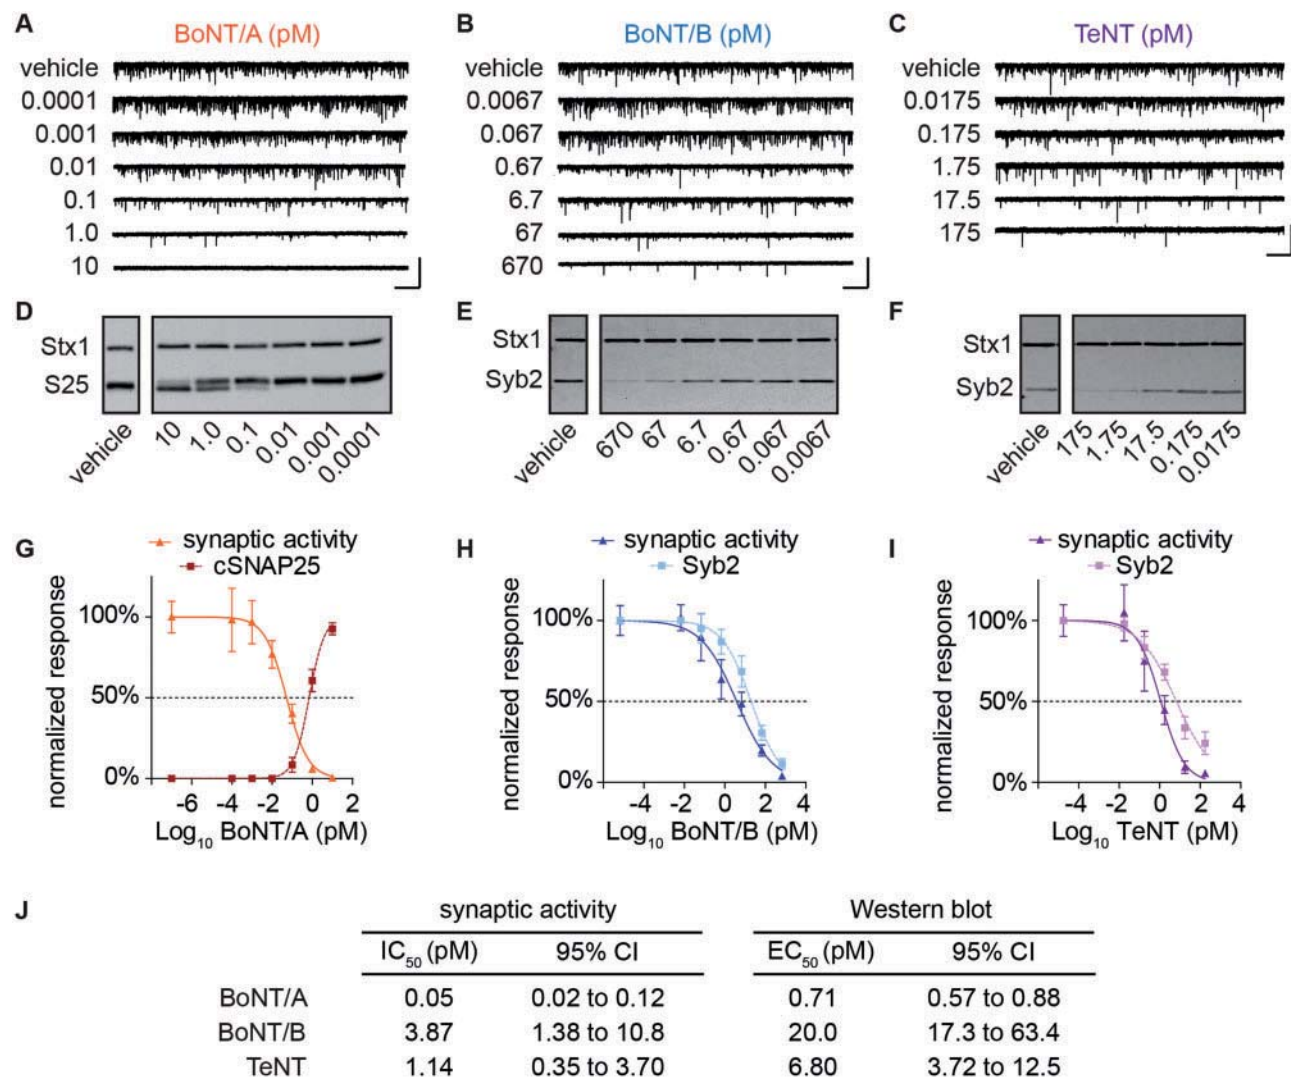 A
BoNT/A (pM)
vehicle
0.0001
0.001
0.01
0.1
1.0
10
B
BoNT/B (pM)
vehicle
0.0067
0.067
0.67
6.7
67
670
C
TeNT (pM)
vehicle
0.0175
0.175
1.75
17.5
175
D
Stx1
S25
vehicle 10 1.0 0.1 0.01 0.001 0.0001
E
Stx1
Syb2
vehicle 670 67 6.7 0.67 0.067 0.0067
F
Stx1
Syb2
vehicle 175 1.75 17.5 0.175 0.0175
G
synaptic activity
cSNAP25
normalized response
100%
50%
0%
-6 -4 -2 0 2
Log10 BoNT/A (pM)
H
synaptic activity
Syb2
normalized response
100%
50%
0%
-4 -2 0 2 4
Log10 BoNT/B (pM)
I
synaptic activity
Syb2
normalized response
100%
50%
0%
-4 -2 0 2 4
Log10 TeNT (pM)
J
synaptic activity Western blot
IC50 (pM) 95% CI EC50 (pM) 95% CI
BoNT/A 0.05 0.02 to 0.12 0.71 0.57 to 0.88
BoNT/B 3.87 1.38 to 10.8 20.0 17.3 to 63.4
TeNT 1.14 0.35 to 3.70 6.80 3.72 to 12.5